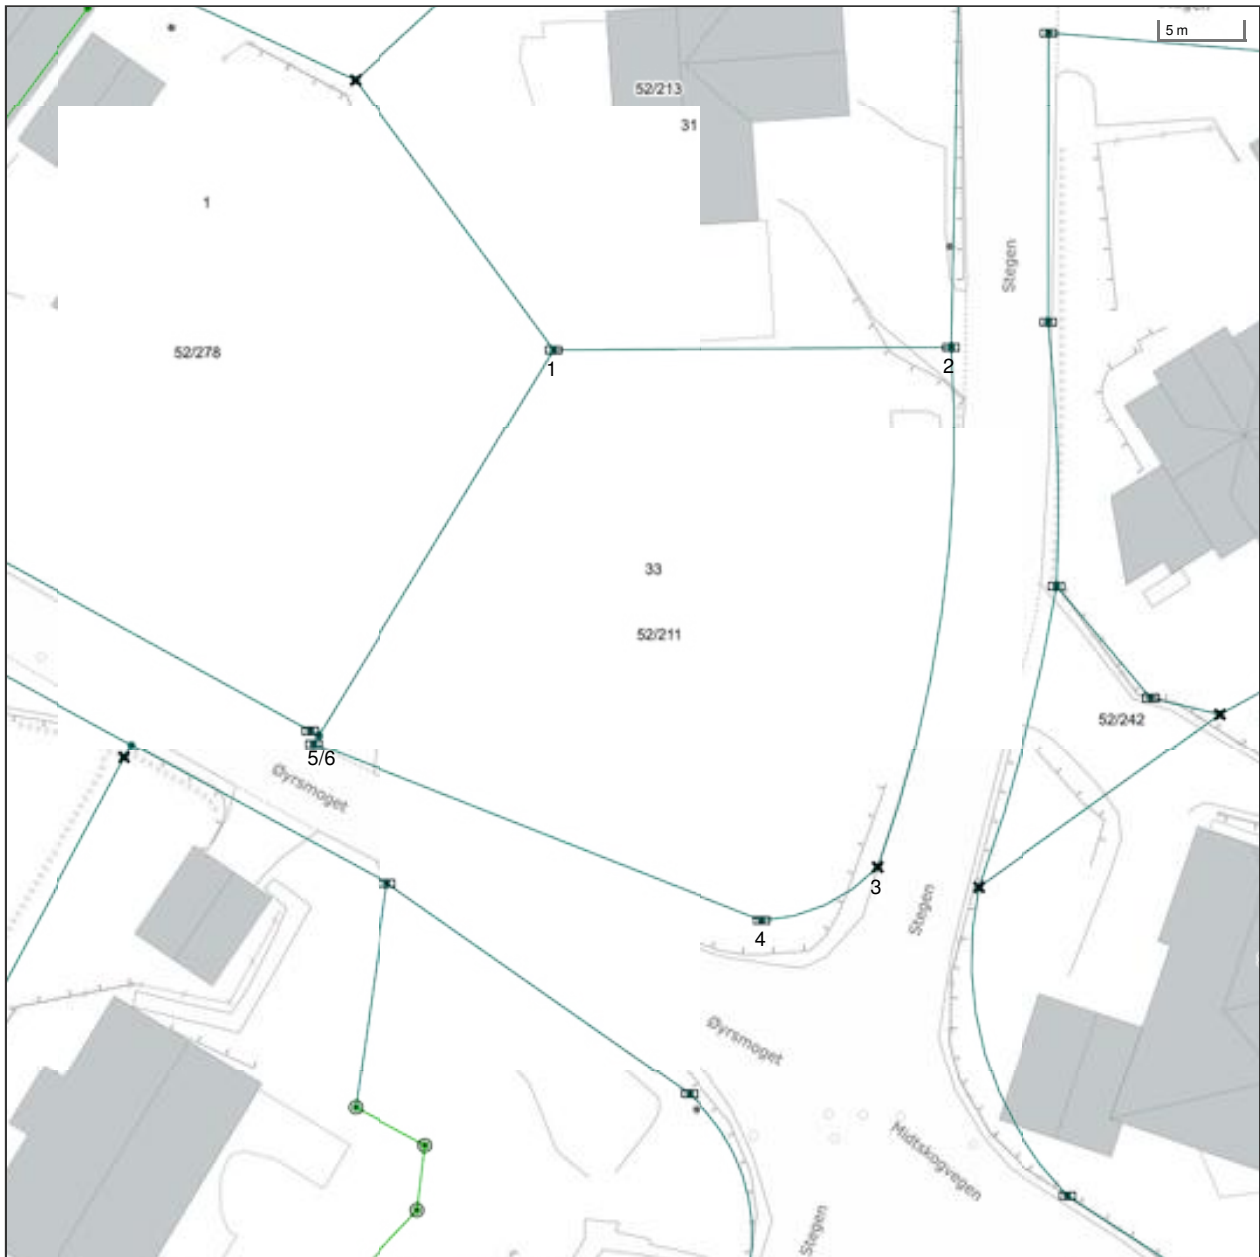 5 m
52/213
31
1
Stegen
52/278
1
2
33
52/211
52/242
5/6
Øyrsmoget
3
Stegen
4
Øyrsmoget
Midtskogvegen
Stegen